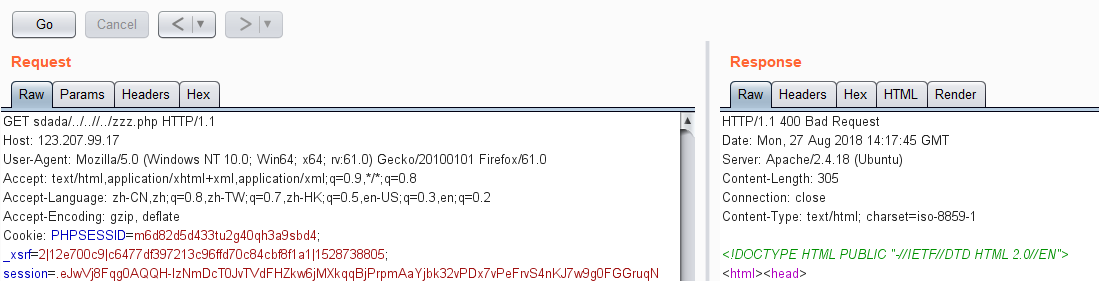 Go Cancel < >
Request
Raw Params Headers Hex
GET sdada/../..//../zzz.php HTTP/1.1
Host: 123.207.99.17
User-Agent: Mozilla/5.0 (Windows NT 10.0; Win64; x64; rv:61.0) Gecko/20100101 Firefox/61.0
Accept: text/html,application/xhtml+xml,application/xml;q=0.9,*/*;q=0.8
Accept-Language: zh-CN,zh;q=0.8,zh-TW;q=0.7,zh-HK;q=0.5,en-US;q=0.3,en;q=0.2
Accept-Encoding: gzip, deflate
Cookie: PHPSESSID=m6d82d5d433tu2g40qh3a9sbd4;
_xsrf=2|12e700c9|c6477df397213c96ffd70c84cbf8f1a1|1528738805;
session=.eJwVj8Fqg0AQQH-IzNmDcT0JvTVdFHZkw6jMXkqqBjPrpmAaYjbk32vPDx7vPeFrvS4nKJ7w9g0FGGruqN
Response
Raw Headers Hex HTML Render
HTTP/1.1 400 Bad Request
Date: Mon, 27 Aug 2018 14:17:45 GMT
Server: Apache/2.4.18 (Ubuntu)
Content-Length: 305
Connection: close
Content-Type: text/html; charset=iso-8859-1
<!DOCTYPE HTML PUBLIC "-//IETF//DTD HTML 2.0//EN">
<html><head>